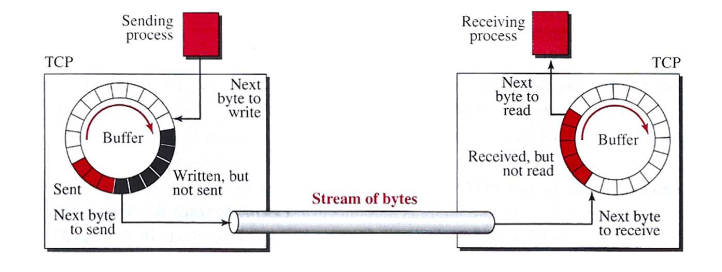 Sending
process
TCP
Next
byte to
write
Buffer
Written, but
not sent
Sent
Next byte
to send
Stream of bytes
Receiving
process
TCP
Next
byte to
read
Buffer
Received, but
not read
Next byte
to receive